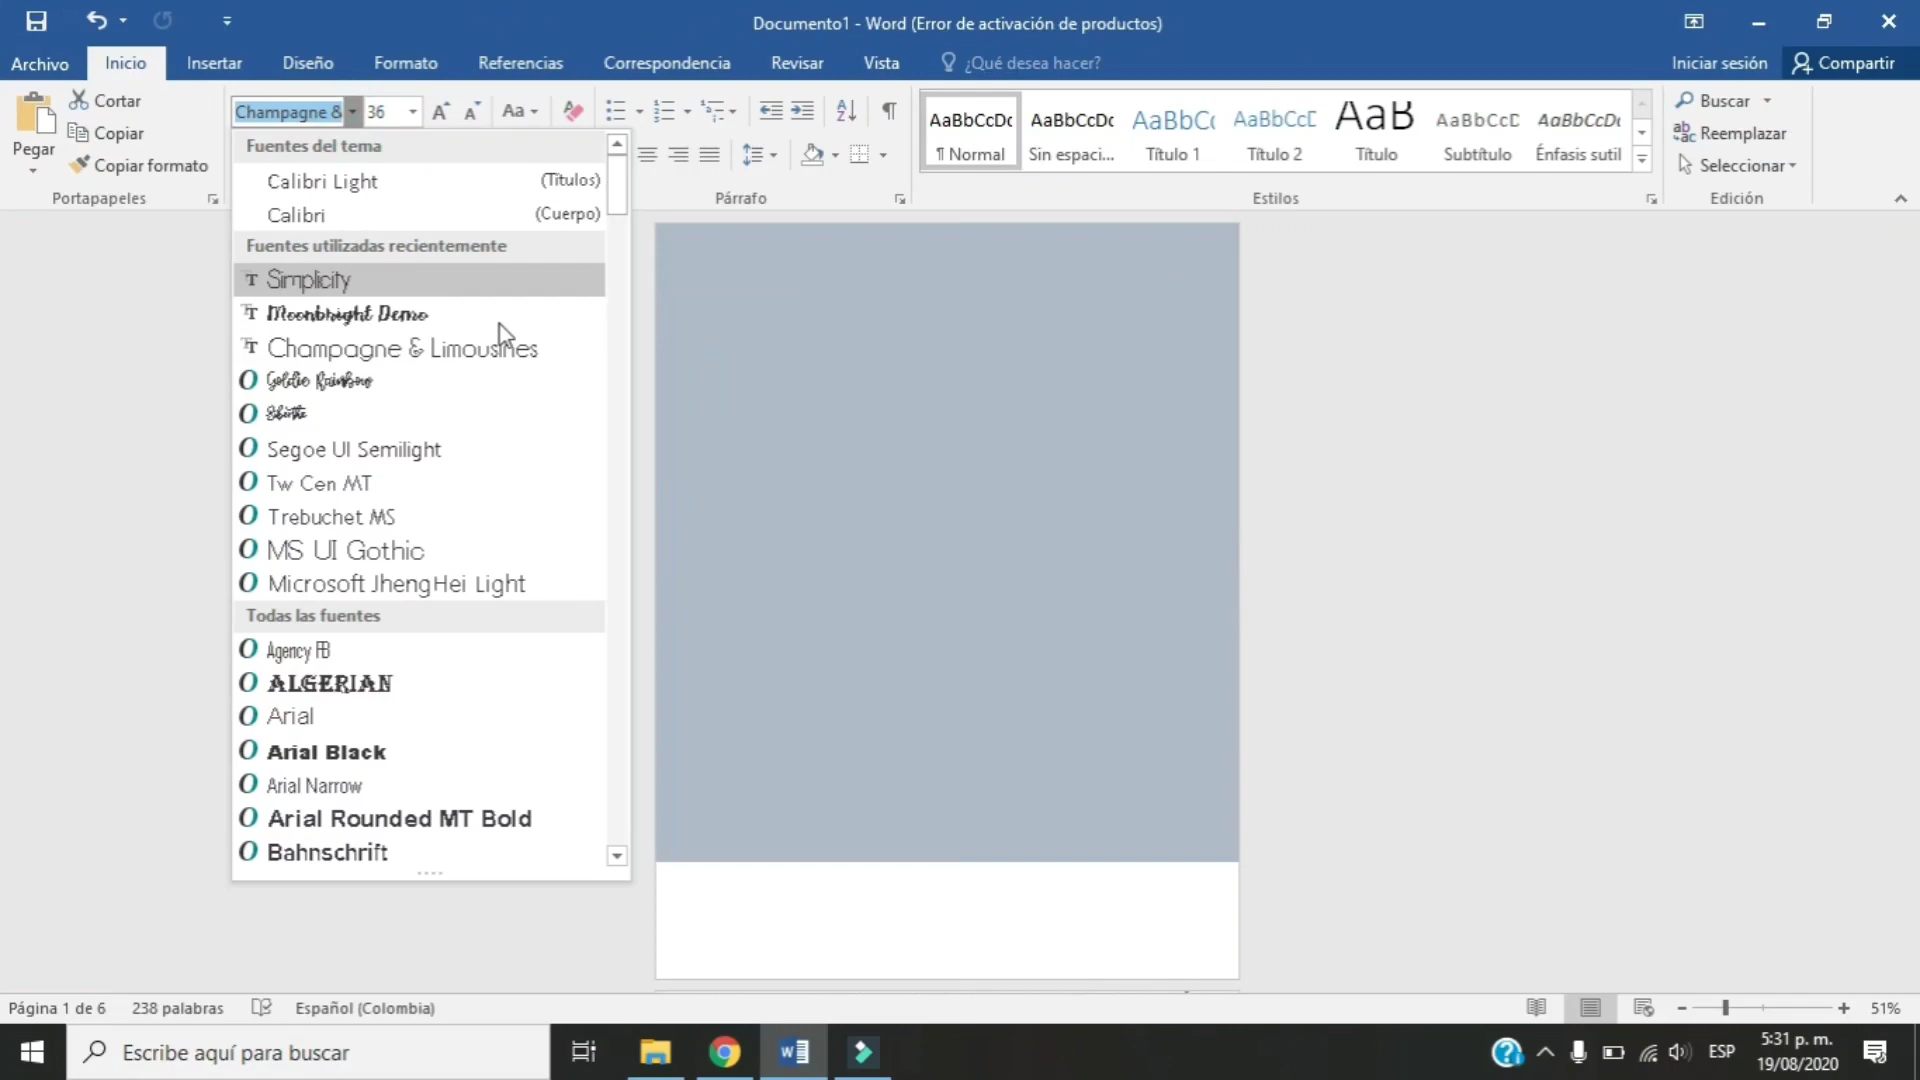 Documento1 - Word (Error de activación de productos)
Archivo Inicio Insertar Diseño Formato Referencias Correspondencia Revisar Vista ¿Qué desea hacer? Iniciar sesión Compartir
Pegar
Cortar
Copiar
Copiar formato
Portapapeles
Champagne & 36 Aa
Fuentes del tema
Calibri Light (Títulos)
Calibri (Cuerpo)
Fuentes utilizadas recientemente
Simplicity
Moonbright Demo
Champagne & Limousines
Goldie Rainbow
Segoe UI Semilight
Tw Cen MT
Trebuchet MS
MS UI Gothic
Microsoft JhengHei Light
Todas las fuentes
Agency FB
ALGERIAN
Arial
Arial Black
Arial Narrow
Arial Rounded MT Bold
Bahnschrift
Párrafo
AaBbCcDc AaBbCcDc AaBbCc AaBbCcD AaB AaBbCcD AaBbCcDc
¶ Normal Sin espaci... Título 1 Título 2 Título Subtítulo Énfasis sutil
Estilos
Buscar
Reemplazar
Seleccionar
Edición
Página 1 de 6 238 palabras Español (Colombia) 51%
Escribe aquí para buscar
ESP
5:31 p. m.
19/08/2020